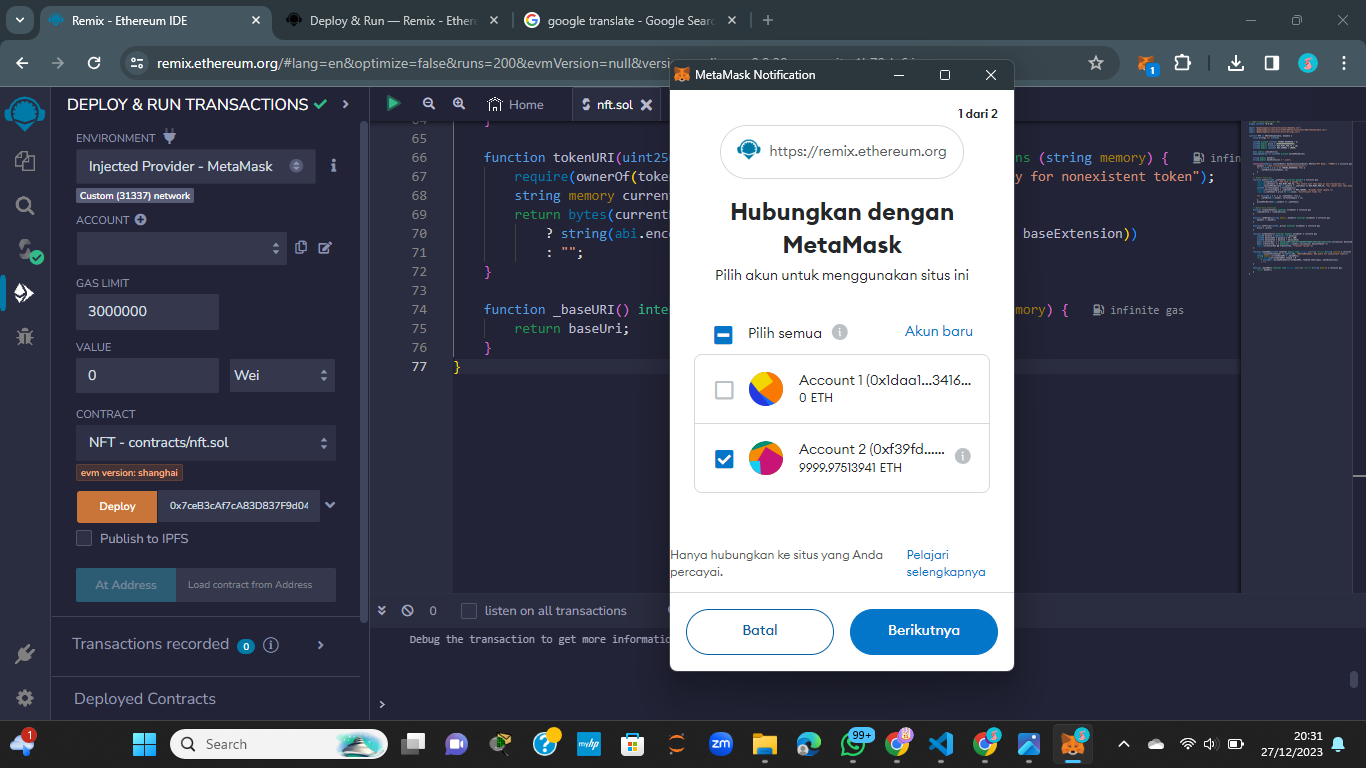 Remix - Ethereum IDE
Deploy & Run — Remix - Ethere
google translate - Google Searc
remix.ethereum.org/#lang=en&optimize=false&runs=200&evmVersion=null&version
1
DEPLOY & RUN TRANSACTIONS
ENVIRONMENT
Injected Provider - MetaMask
Custom (31337) network
ACCOUNT
GAS LIMIT
3000000
VALUE
0
Wei
CONTRACT
NFT - contracts/nft.sol
evm version: shanghai
Deploy
0x7ceB3cAf7cA83D837F9d04
Publish to IPFS
At Address
Load contract from Address
Transactions recorded 0 i
Deployed Contracts
Home
nft.sol
64 }
65
66 function tokenURI(uint25 ns (string memory) { infin
67 require(ownerOf(toke y for nonexistent token");
68 string memory curren
69 return bytes(current
70 ? string(abi.enc baseExtension))
71 : "";
72 }
73
74 function _baseURI() inte mory) { infinite gas
75 return baseUri;
76 }
77 }
0
listen on all transactions
Debug the transaction to get more informatio
>
MetaMask Notification
1 dari 2
https://remix.ethereum.org
Hubungkan dengan
MetaMask
Pilih akun untuk menggunakan situs ini
Pilih semua
Akun baru
Account 1 (0x1daa1...3416...
0 ETH
Account 2 (0xf39fd......
9999.97513941 ETH
Hanya hubungkan ke situs yang Anda
percayai.
Pelajari
selengkapnya
Batal
Berikutnya
1
Search
myhp
zm
99+
20:31
27/12/2023